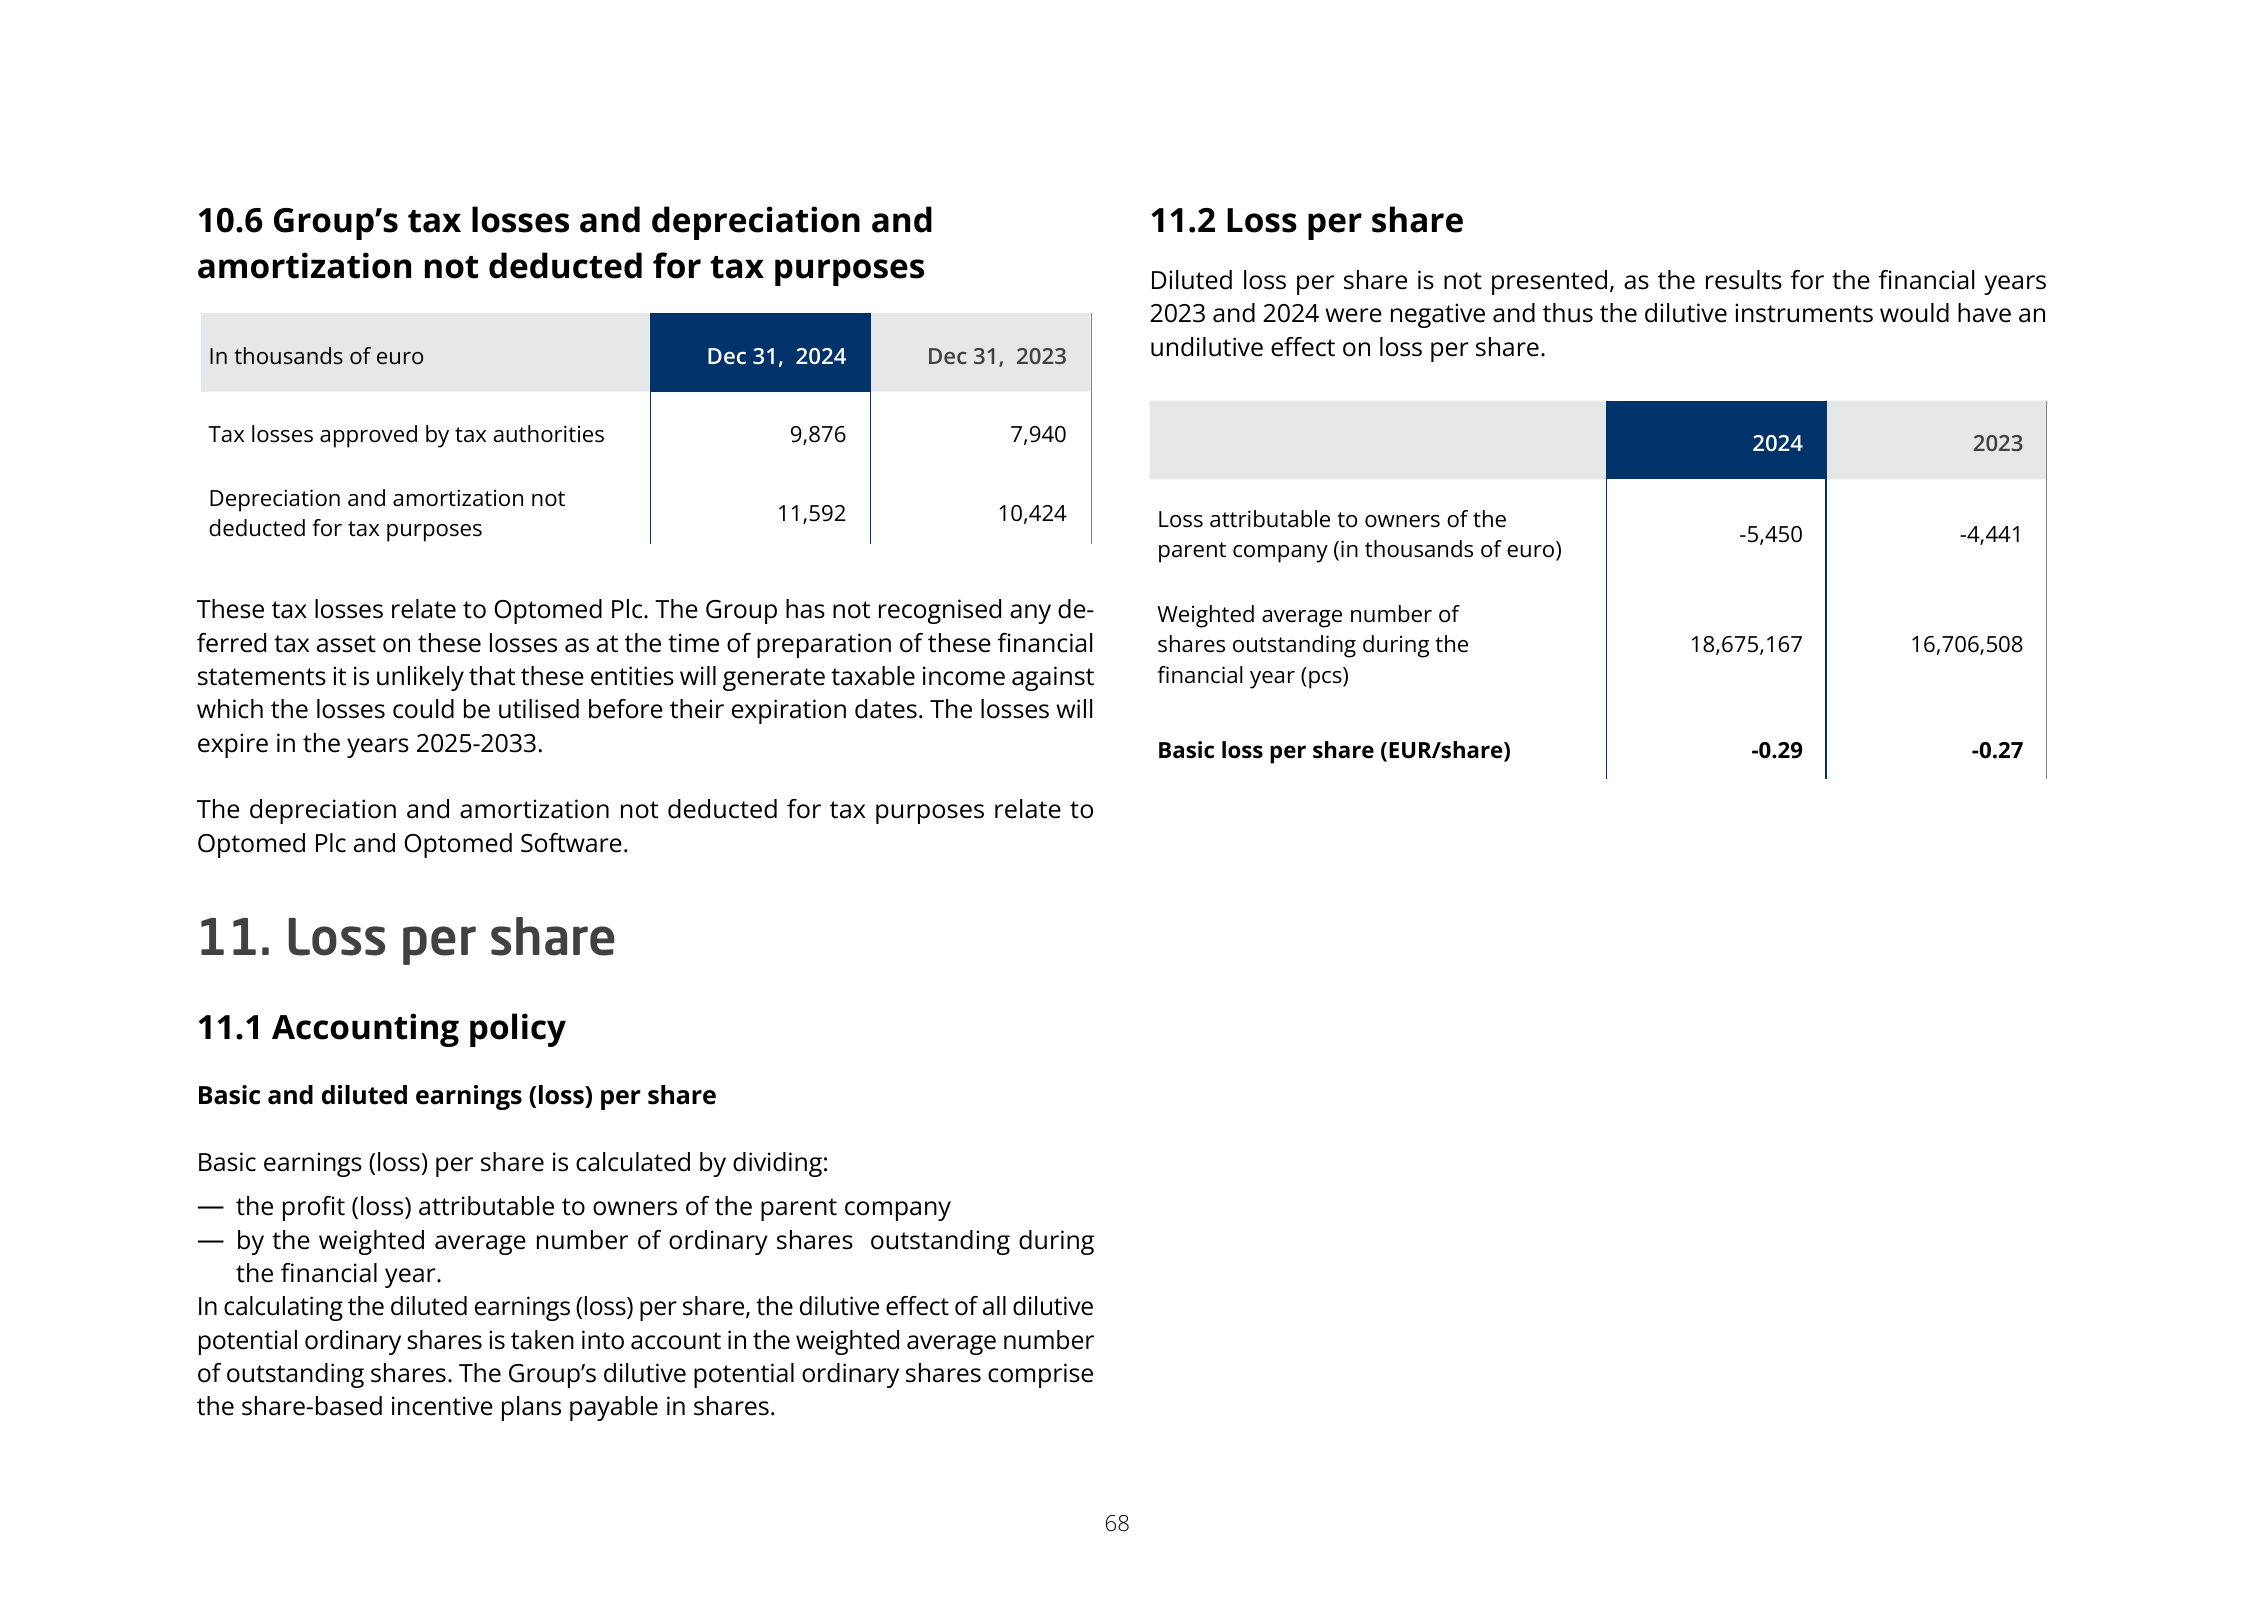 10.6 Group’s tax losses and depreciation and
amortization not deducted for tax purposes
In thousands of euro Dec 31,  2024 Dec 31,  2023
Tax losses approved by tax authorities 9,876 7,940
Depreciation and amortization not
deducted for tax purposes 11,592 10,424
These tax losses relate to Optomed Plc. The Group has not recognised any de-
ferred tax asset on these losses as at the time of preparation of these financial
statements it is unlikely that these entities will generate taxable income against
which the losses could be utilised before their expiration dates. The losses will
expire in the years 2025-2033.
The depreciation and amortization not deducted for tax purposes relate to
Optomed Plc and Optomed Software.
11. Loss per share
11.1 Accounting policy
Basic and diluted earnings (loss) per share
Basic earnings (loss) per share is calculated by dividing:
— the profit (loss) attributable to owners of the parent company
— by the weighted average number of ordinary shares  outstanding during
the financial year.
In calculating the diluted earnings (loss) per share, the dilutive effect of all dilutive
potential ordinary shares is taken into account in the weighted average number
of outstanding shares. The Group’s dilutive potential ordinary shares comprise
the share-based incentive plans payable in shares.
11.2 Loss per share
Diluted loss per share is not presented, as the results for the financial years
2023 and 2024 were negative and thus the dilutive instruments would have an
undilutive effect on loss per share.
2024 2023
Loss attributable to owners of the
parent company (in thousands of euro) -5,450 -4,441
Weighted average number of
shares outstanding during the 18,675,167 16,706,508
financial year (pcs)
Basic loss per share (EUR/share) -0.29 -0.27
68